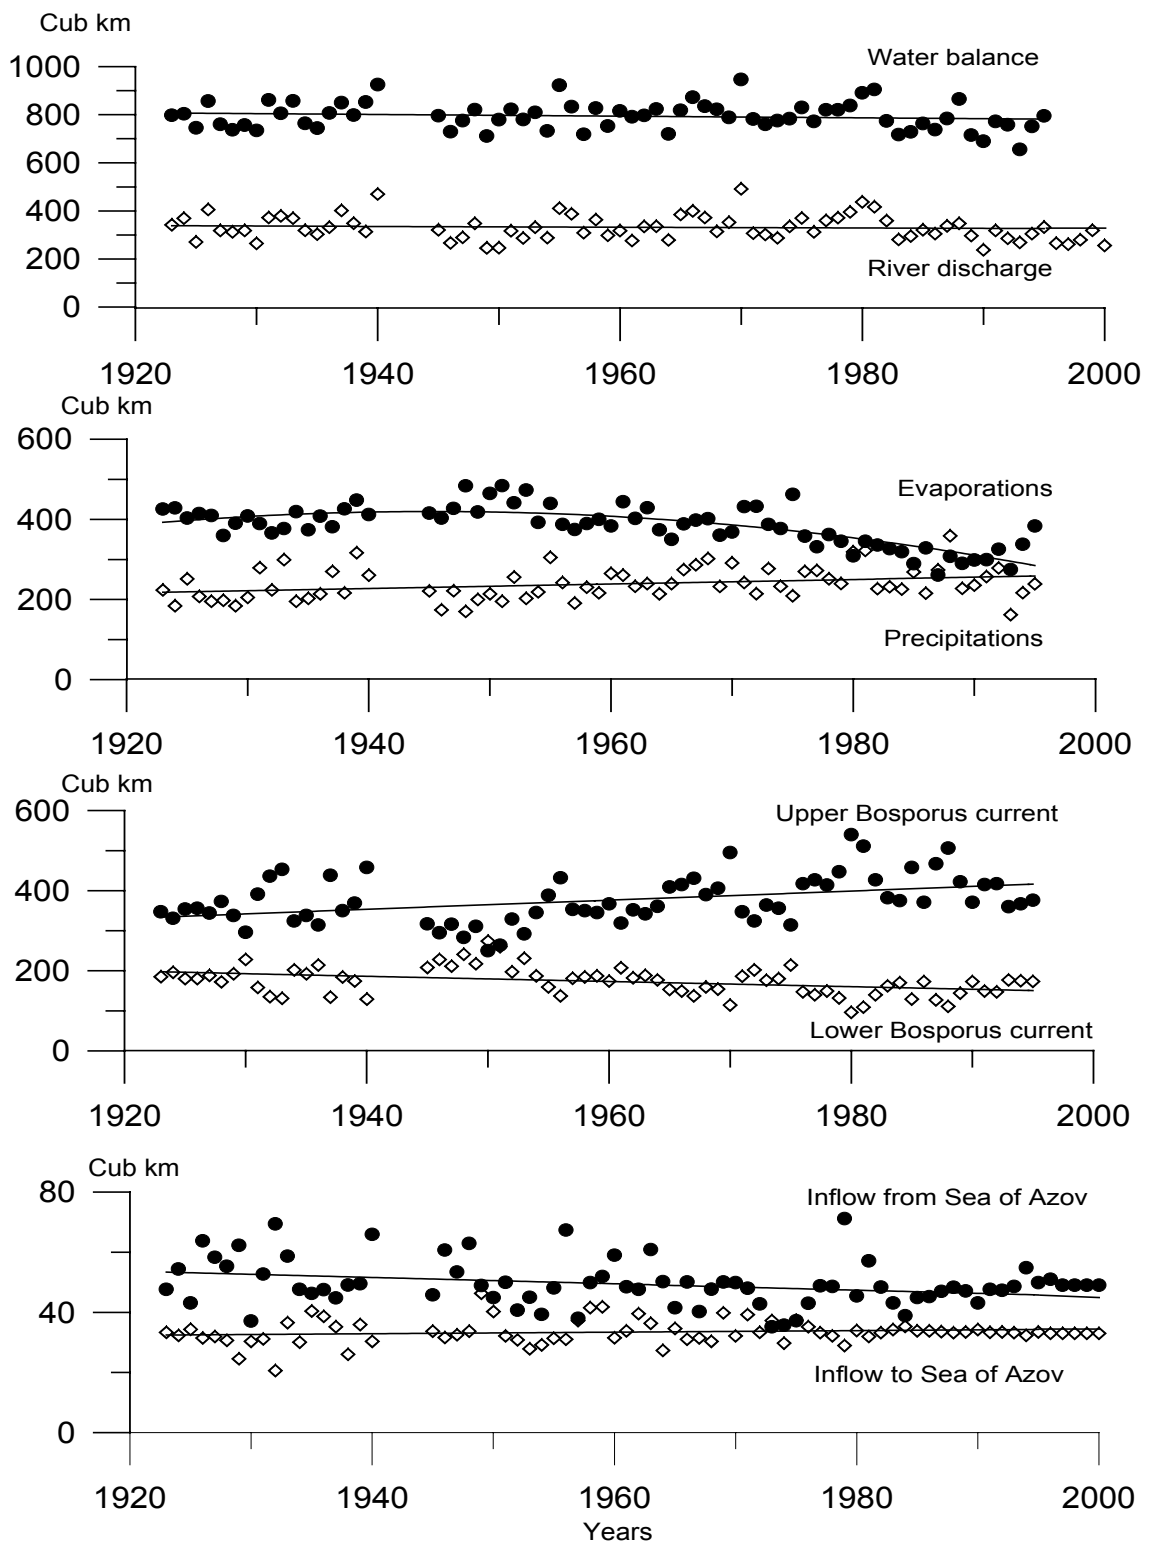 Cub km
Water balance
1000
800
600
400
200
0
River discharge
1920 1940 1960 1980 2000
Cub km
600
Evaporations
400
200
Precipitations
0
1920 1940 1960 1980 2000
Cub km
600
Upper Bosporus current
400
200
Lower Bosporus current
0
1920 1940 1960 1980 2000
Cub km
80
Inflow from Sea of Azov
40
Inflow to Sea of Azov
0
1920 1940 1960 1980 2000
Years